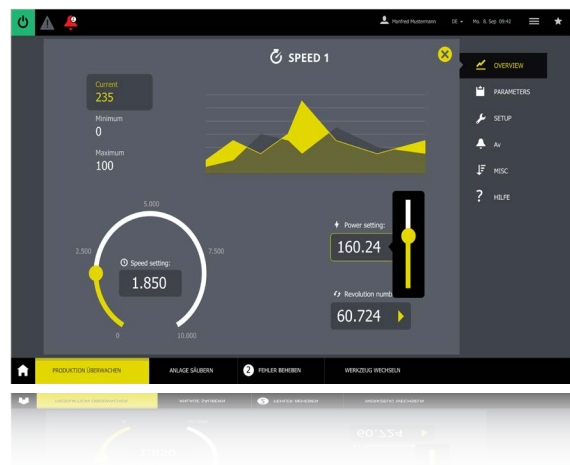 Manfred Mustermann DE Mo. 8. Sep 09:42
SPEED 1
Current
235
Minimum
0
Maximum
100
OVERVIEW
PARAMETERS
SETUP
Av
MISC
? HILFE
5.000
2.500
7.500
Speed setting:
1.850
0
10.000
Power setting:
160.24
Revolution numb
60.724
PRODUKTION ÜBERWACHEN
ANLAGE SÄUBERN
2 FEHLER BEHEBEN
WERKZEUG WECHSELN